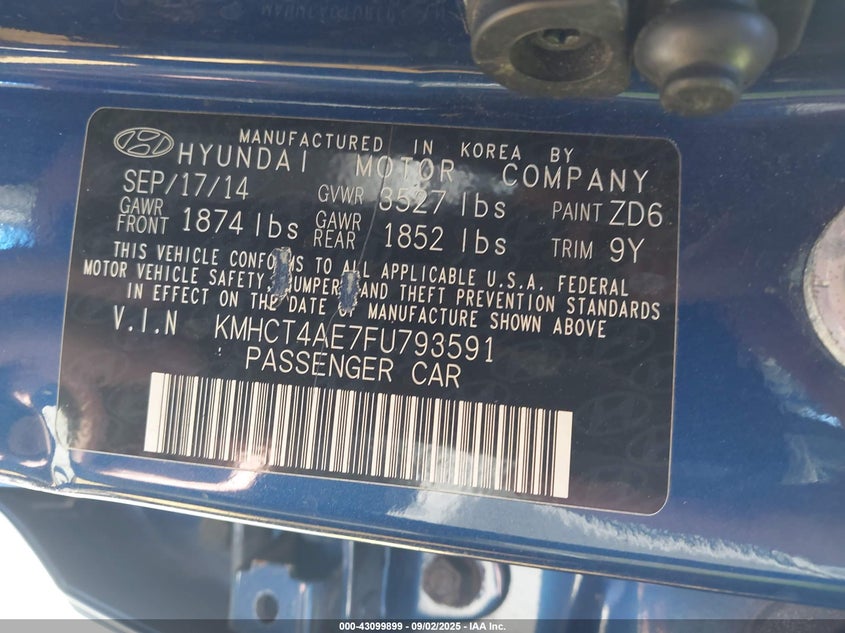 MANUFACTURED IN KOREA BY
HYUNDAI MOTOR COMPANY
SEP/17/14 GVWR 3527 lbs PAINT ZD6
GAWR FRONT 1874 lbs GAWR REAR 1852 lbs TRIM 9Y
THIS VEHICLE CONFORMS TO ALL APPLICABLE U.S.A. FEDERAL
MOTOR VEHICLE SAFETY, BUMPER, AND THEFT PREVENTION STANDARDS
IN EFFECT ON THE DATE OF MANUFACTURE SHOWN ABOVE
V.I.N KMHCT4AE7FU793591
PASSENGER CAR
000-43099899 - 09/02/2025 - IAA Inc.